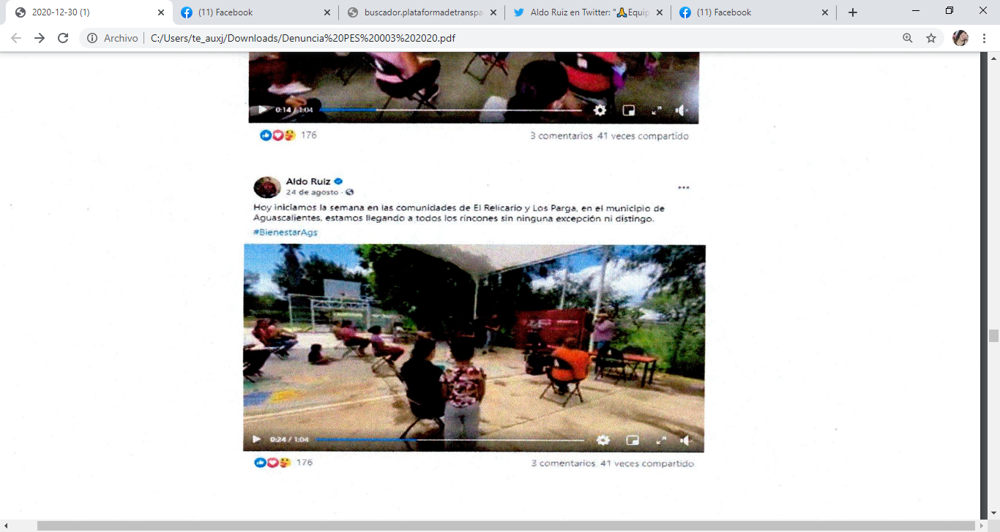 2020-12-30 (1)
(11) Facebook
buscador.plataformadetranspa
Aldo Ruiz en Twitter: "🙏Equip
(11) Facebook
Archivo
C:/Users/te_auxj/Downloads/Denuncia%20PES%20003%202020.pdf
0:14 / 1:04
176
3 comentarios 41 veces compartido
Aldo Ruiz
24 de agosto ·
Hoy iniciamos la semana en las comunidades de El Relicario y Los Parga, en el municipio de
Aguascalientes, estamos llegando a todos los rincones sin ninguna excepción ni distingo.
#BienestarAgs
0:24 / 1:04
176
3 comentarios 41 veces compartido